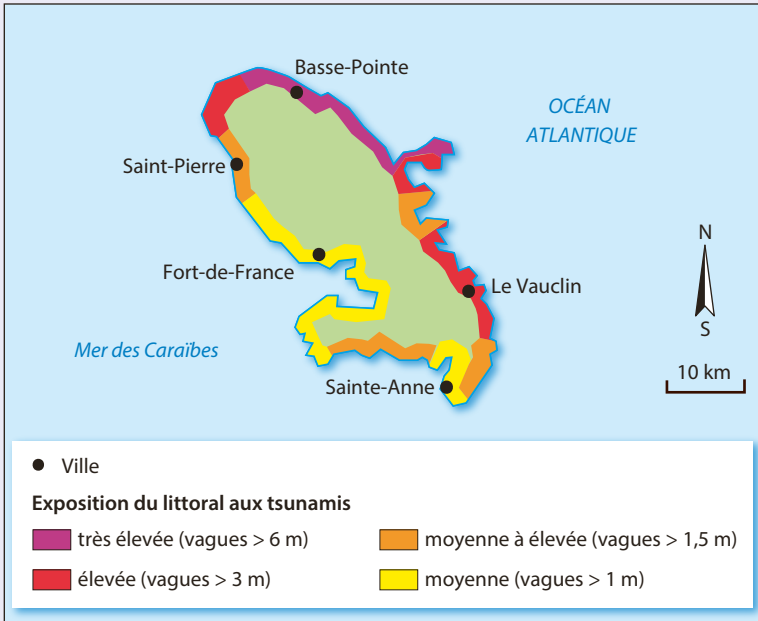 Basse-Pointe
OCÉAN
ATLANTIQUE
Saint-Pierre
N
Fort-de-France
Le Vauclin
S
Mer des Caraïbes
10 km
Sainte-Anne
Ville
Exposition du littoral aux tsunamis
très élevée (vagues > 6 m)
moyenne à élevée (vagues > 1,5 m)
élevée (vagues > 3 m)
moyenne (vagues > 1 m)